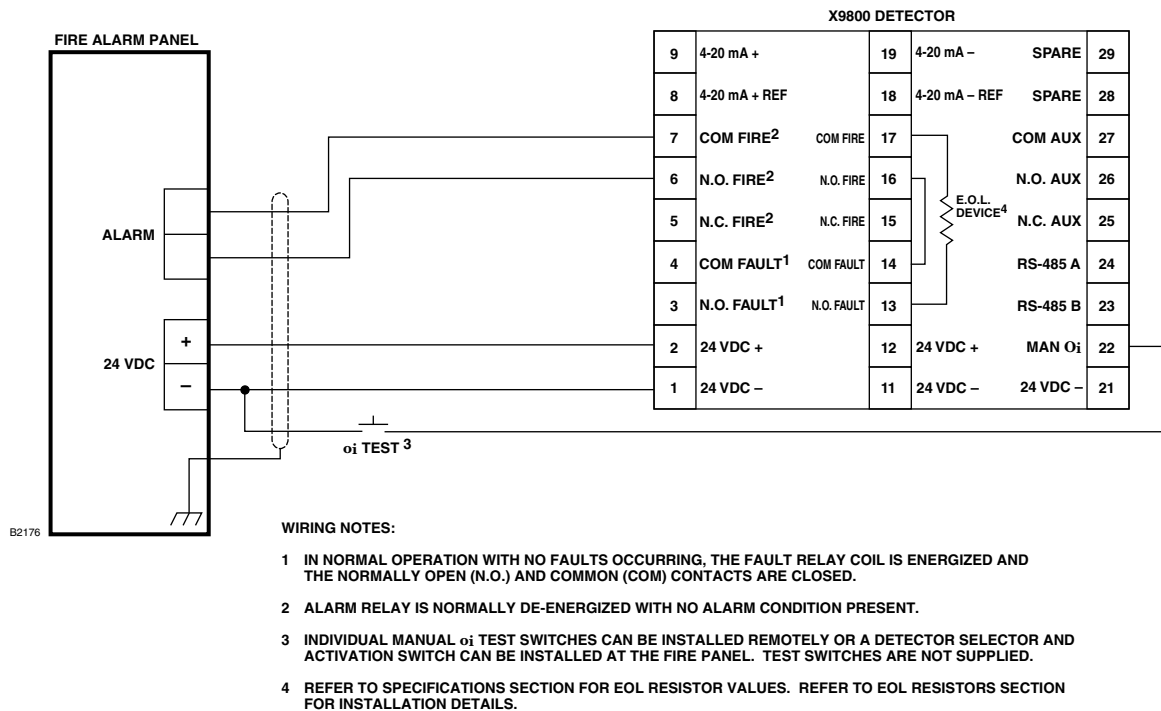 X9800 DETECTOR
FIRE ALARM PANEL
9 4-20 mA + 19 4-20 mA – SPARE 29
8 4-20 mA + REF 18 4-20 mA – REF SPARE 28
7 COM FIRE2 COM FIRE 17 COM AUX 27
6 N.O. FIRE2 N.O. FIRE 16 N.O. AUX 26
E.O.L.
DEVICE4
5 N.C. FIRE2 N.C. FIRE 15 N.C. AUX 25
ALARM
4 COM FAULT1 COM FAULT 14 RS-485 A 24
3 N.O. FAULT1 N.O. FAULT 13 RS-485 B 23
+
2 24 VDC + 12 24 VDC + MAN Oi 22
24 VDC
–
1 24 VDC – 11 24 VDC – 24 VDC – 21
oi TEST 3
B2176
WIRING NOTES:
1 IN NORMAL OPERATION WITH NO FAULTS OCCURRING, THE FAULT RELAY COIL IS ENERGIZED AND
THE NORMALLY OPEN (N.O.) AND COMMON (COM) CONTACTS ARE CLOSED.
2 ALARM RELAY IS NORMALLY DE-ENERGIZED WITH NO ALARM CONDITION PRESENT.
3 INDIVIDUAL MANUAL oi TEST SWITCHES CAN BE INSTALLED REMOTELY OR A DETECTOR SELECTOR AND
ACTIVATION SWITCH CAN BE INSTALLED AT THE FIRE PANEL. TEST SWITCHES ARE NOT SUPPLIED.
4 REFER TO SPECIFICATIONS SECTION FOR EOL RESISTOR VALUES. REFER TO EOL RESISTORS SECTION
FOR INSTALLATION DETAILS.